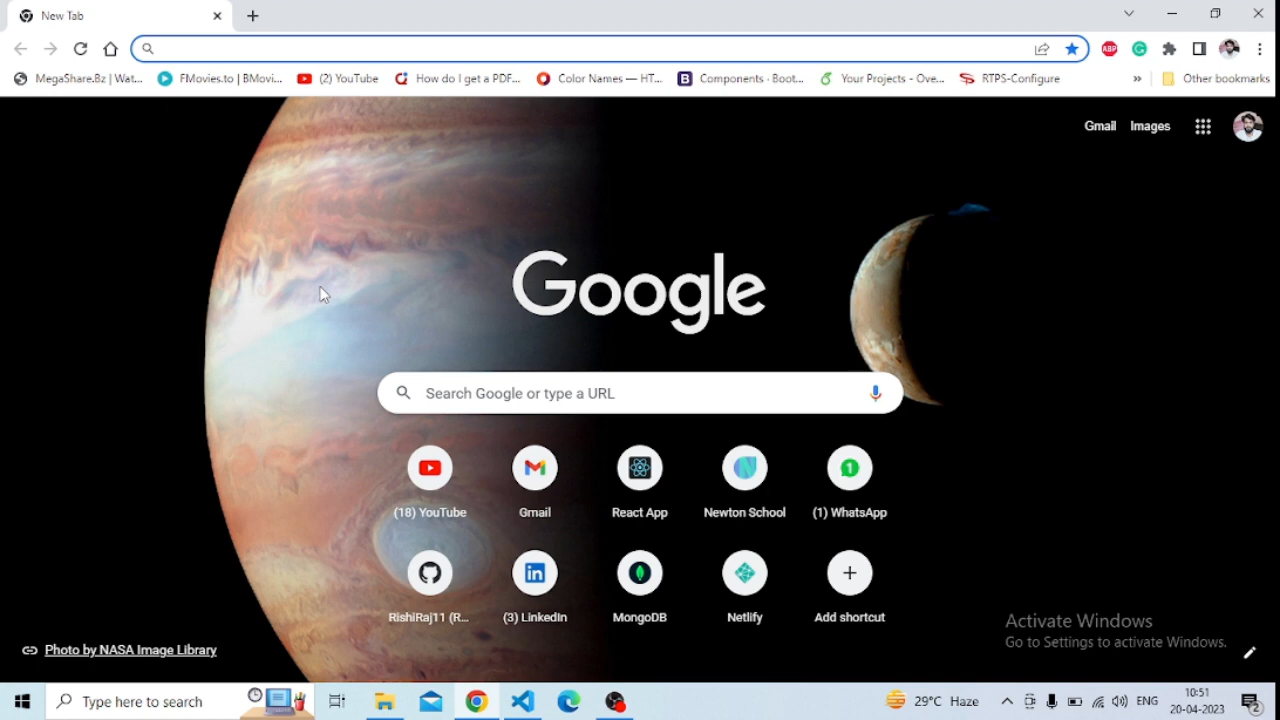 New Tab
MegaShare.Bz | Wat...
FMovies.to | BMovi...
(2) YouTube
How do I get a PDF...
Color Names — HT...
Components · Boot...
Your Projects - Ove...
RTPS-Configure
»
Other bookmarks
ABP
B
Gmail
Images
Google
Search Google or type a URL
(18) YouTube
Gmail
React App
Newton School
(1) WhatsApp
RishiRaj11 (R...
(3) LinkedIn
MongoDB
Netlify
Add shortcut
Activate Windows
Go to Settings to activate Windows.
Photo by NASA Image Library
Type here to search
29°C Haze
ENG
10:51
20-04-2023
2